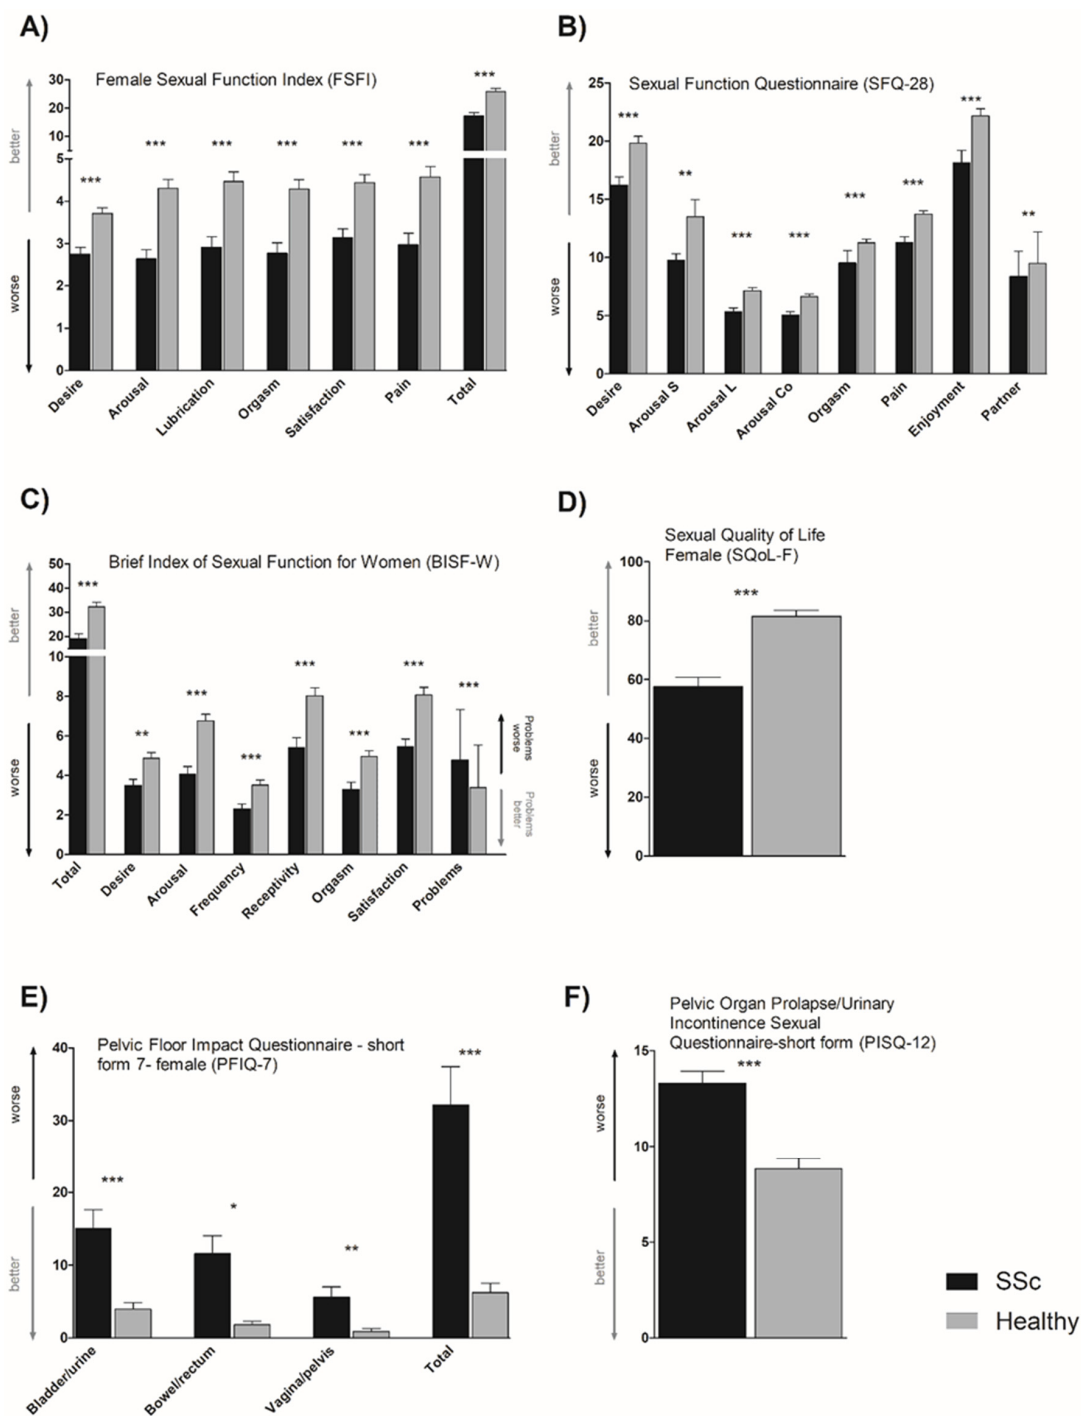 A)
Female Sexual Function Index (FSFI)
better
worse
30
20
10
5
4
3
2
1
0
***
***
***
***
***
***
***
Desire
Arousal
Lubrication
Orgasm
Satisfaction
Pain
Total
B)
Sexual Function Questionnaire (SFQ-28)
better
worse
25
20
15
10
5
0
***
**
***
***
***
***
***
**
Desire
Arousal S
Arousal L
Arousal Co
Orgasm
Pain
Enjoyment
Partner
C)
Brief Index of Sexual Function for Women (BISF-W)
better
worse
50
40
30
20
10
8
6
4
2
0
***
**
***
***
***
***
***
***
Problems
worse
Problems
better
Total
Desire
Arousal
Frequency
Receptivity
Orgasm
Satisfaction
Problems
D)
Sexual Quality of Life
Female (SQoL-F)
better
worse
100
80
60
40
20
0
***
E)
Pelvic Floor Impact Questionnaire - short
form 7- female (PFIQ-7)
worse
better
40
30
20
10
0
***
*
**
***
Bladder/urine
Bowel/rectum
Vagina/pelvis
Total
F)
Pelvic Organ Prolapse/Urinary
Incontinence Sexual
Questionnaire-short form (PISQ-12)
worse
better
15
10
5
0
***
SSc
Healthy